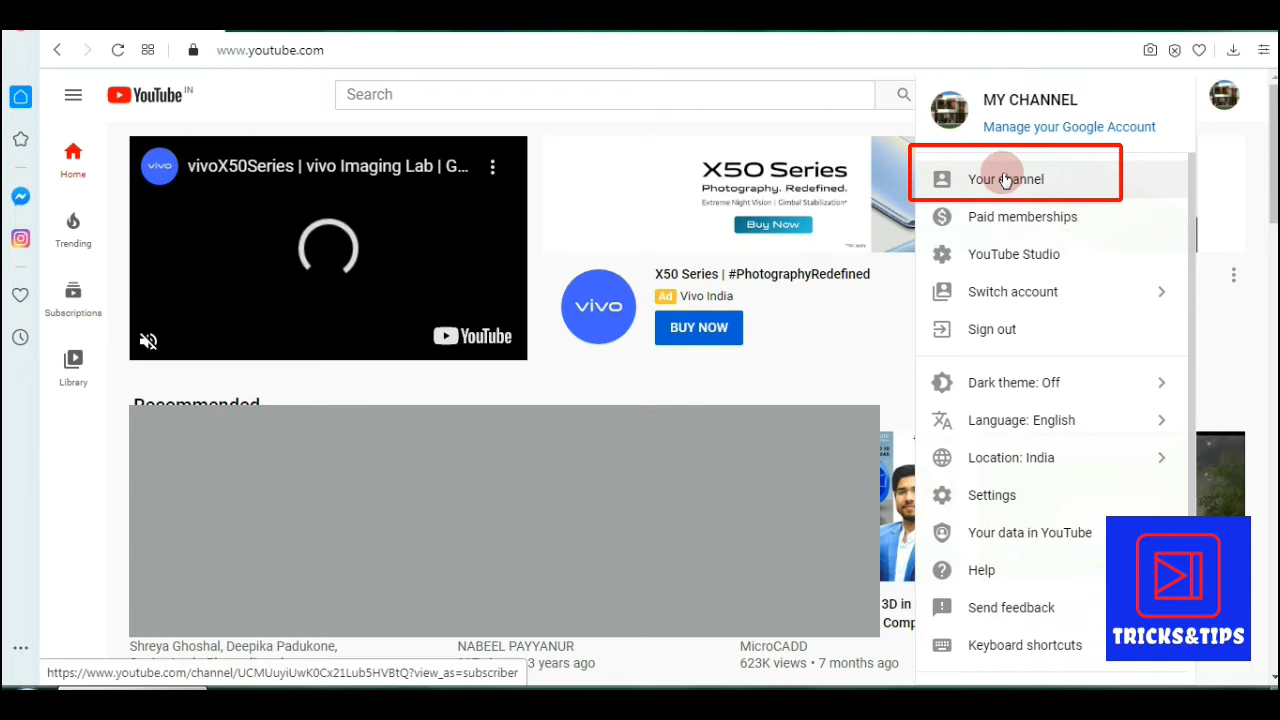 www.youtube.com
YouTube IN
Search
MY CHANNEL
Manage your Google Account
Home
Trending
Subscriptions
Library
vivo
vivoX50Series | vivo Imaging Lab | G...
YouTube
X50 Series
Photography. Redefined.
Extreme Night Vision | Gimbal Stabilization*
Buy Now
X50 Series | #PhotographyRedefined
vivo
Ad Vivo India
BUY NOW
Your channel
Paid memberships
YouTube Studio
Switch account
Sign out
Dark theme: Off
Language: English
Location: India
Settings
Your data in YouTube
Help
Send feedback
Keyboard shortcuts
Recommended
3D in
Comp
Shreya Ghoshal, Deepika Padukone,
NABEEL PAYYANUR
3 years ago
MicroCADD
623K views • 7 months ago
https://www.youtube.com/channel/UCMUuyiUwK0Cx21Lub5HVBtQ?view_as=subscriber
TRICKS&TIPS